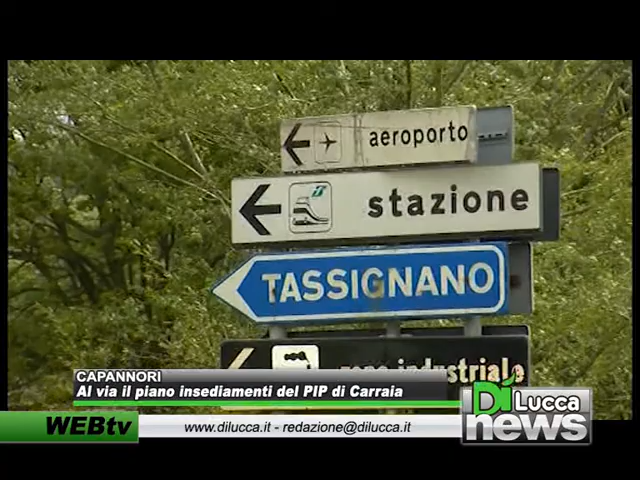 aeroporto
stazione
TASSIGNANO
zona industriale
CAPANNORI
Al via il piano insediamenti del PIP di Carraia
WEBtv
www.dilucca.it - redazione@dilucca.it
Dì Lucca
news